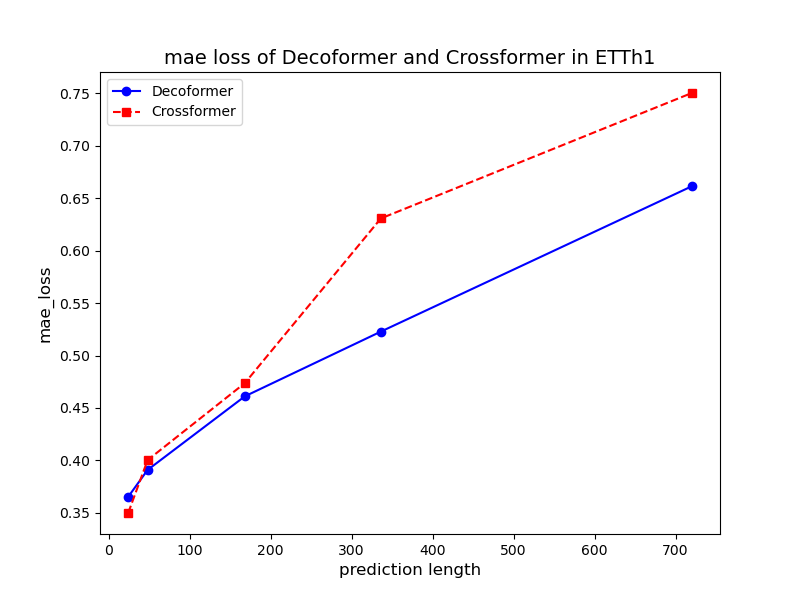 mae loss of Decoformer and Crossformer in ETTh1
Decoformer
Crossformer
mae_loss
0.75
0.70
0.65
0.60
0.55
0.50
0.45
0.40
0.35
0 100 200 300 400 500 600 700
prediction length